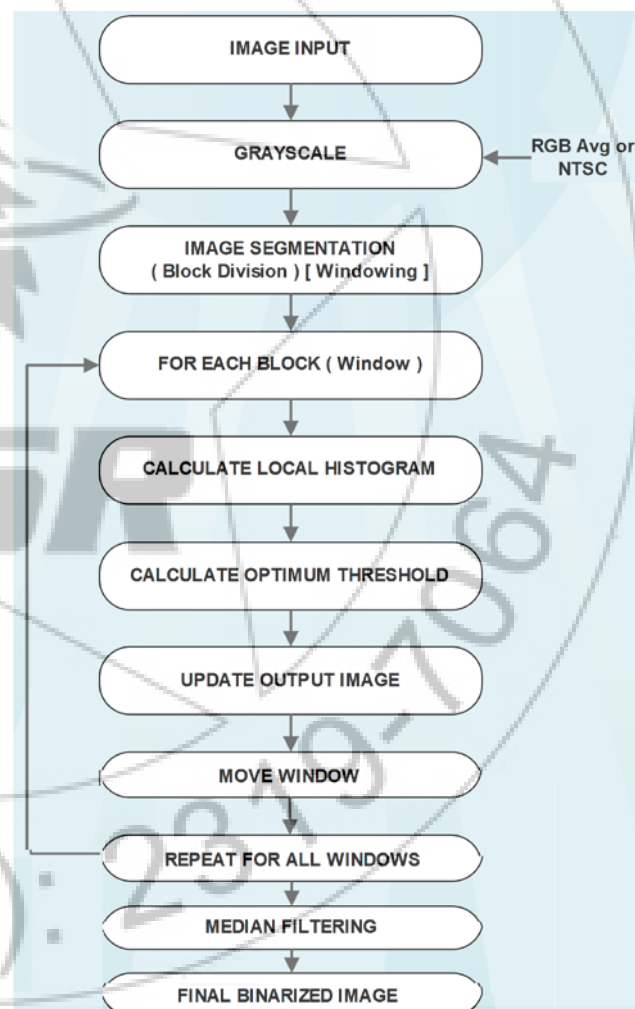 IMAGE INPUT
GRAYSCALE
RGB Avg or
NTSC
IMAGE SEGMENTATION
( Block Division ) [ Windowing ]
FOR EACH BLOCK ( Window )
CALCULATE LOCAL HISTOGRAM
CALCULATE OPTIMUM THRESHOLD
UPDATE OUTPUT IMAGE
MOVE WINDOW
REPEAT FOR ALL WINDOWS
MEDIAN FILTERING
FINAL BINARIZED IMAGE
): 2319-7064